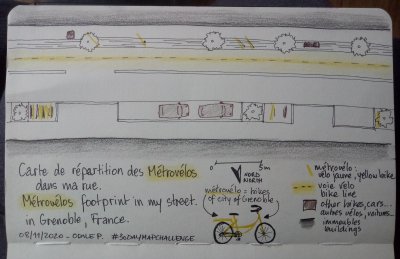 Carte de répartition des Métrovélos
dans ma rue.
Métrovélos footprint in my street.
in Grenoble, France.
08/11/2020 - ODILE P. #30DAYMAPCHALLENGE
0 5m
NORD
NORTH
métrovélo = bikes
of city of Grenoble
métrovélo:
vélo jaune, yellow bike
voie vélo
bike line
other bikes, cars...
autres vélos, voitures...
immeubles
buildings